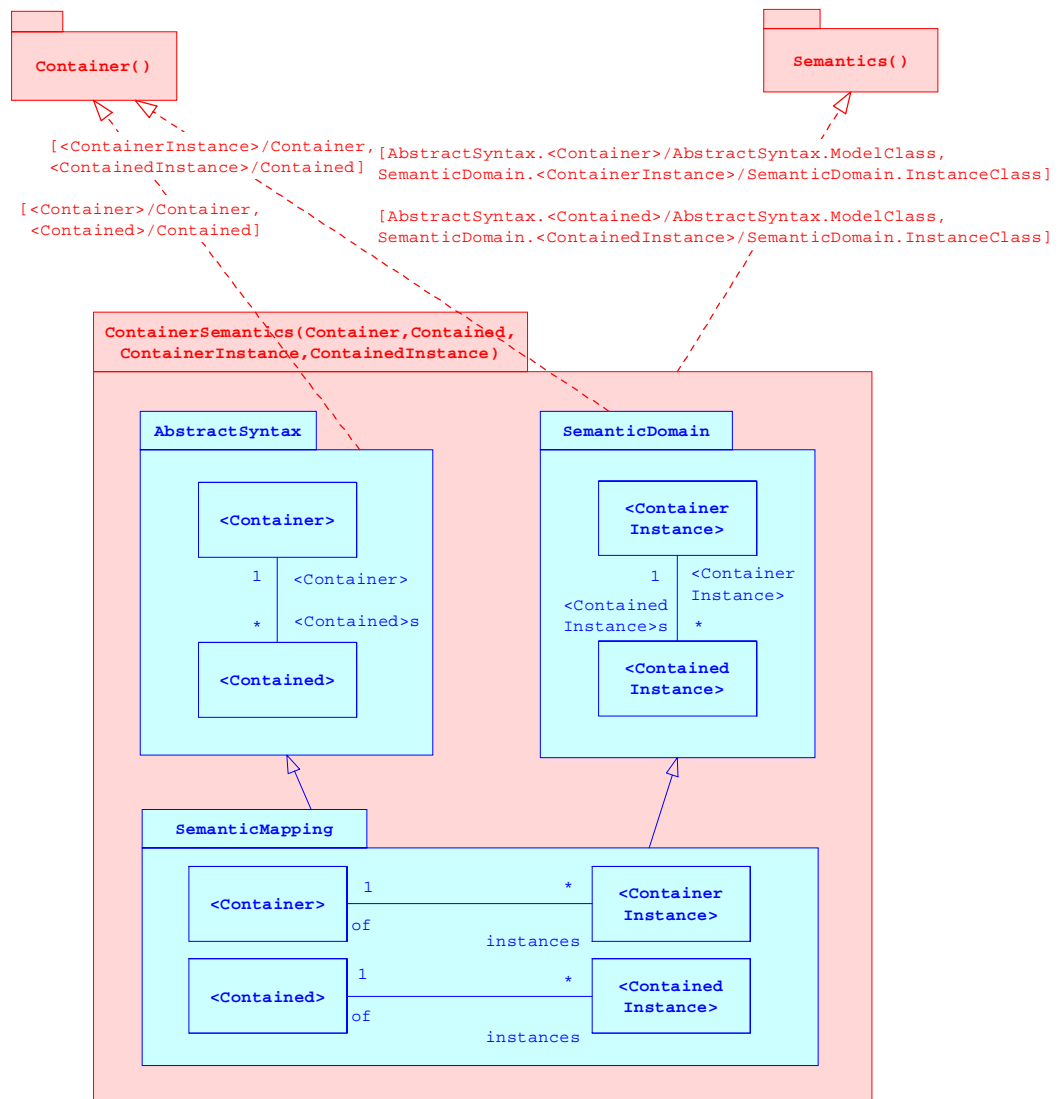 Container()
Semantics()
[<ContainerInstance>/Container,
<ContainedInstance>/Contained]
[AbstractSyntax.<Container>/AbstractSyntax.ModelClass,
SemanticDomain.<ContainerInstance>/SemanticDomain.InstanceClass]
[<Container>/Container,
<Contained>/Contained]
[AbstractSyntax.<Contained>/AbstractSyntax.ModelClass,
SemanticDomain.<ContainedInstance>/SemanticDomain.InstanceClass]
ContainerSemantics(Container,Contained,
ContainerInstance,ContainedInstance)
AbstractSyntax
<Container>
1
<Container>
*
<Contained>s
<Contained>
SemanticDomain
<Container
Instance>
1
<Container
Instance>
<Contained
Instance>s
*
<Contained
Instance>
SemanticMapping
<Container>
1
*
of
instances
<Container
Instance>
<Contained>
1
*
of
instances
<Contained
Instance>